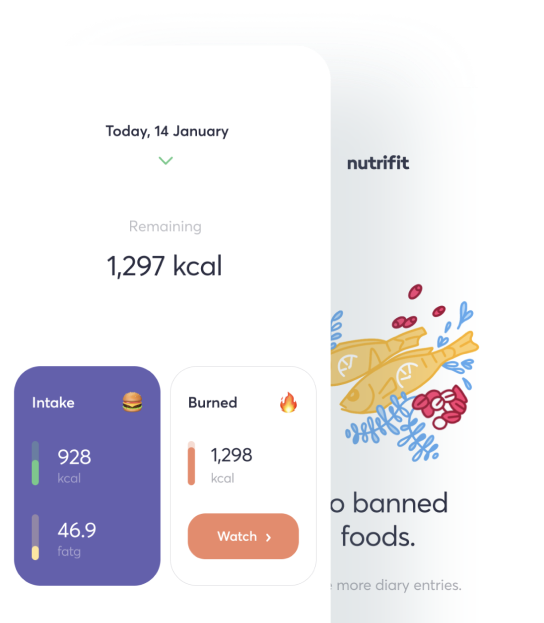 Today, 14 January
nutrifit
Remaining
1,297 kcal
Intake
Burned
928
kcal
1,298
kcal
46.9
fatg
Watch
o banned
foods.
more diary entries.